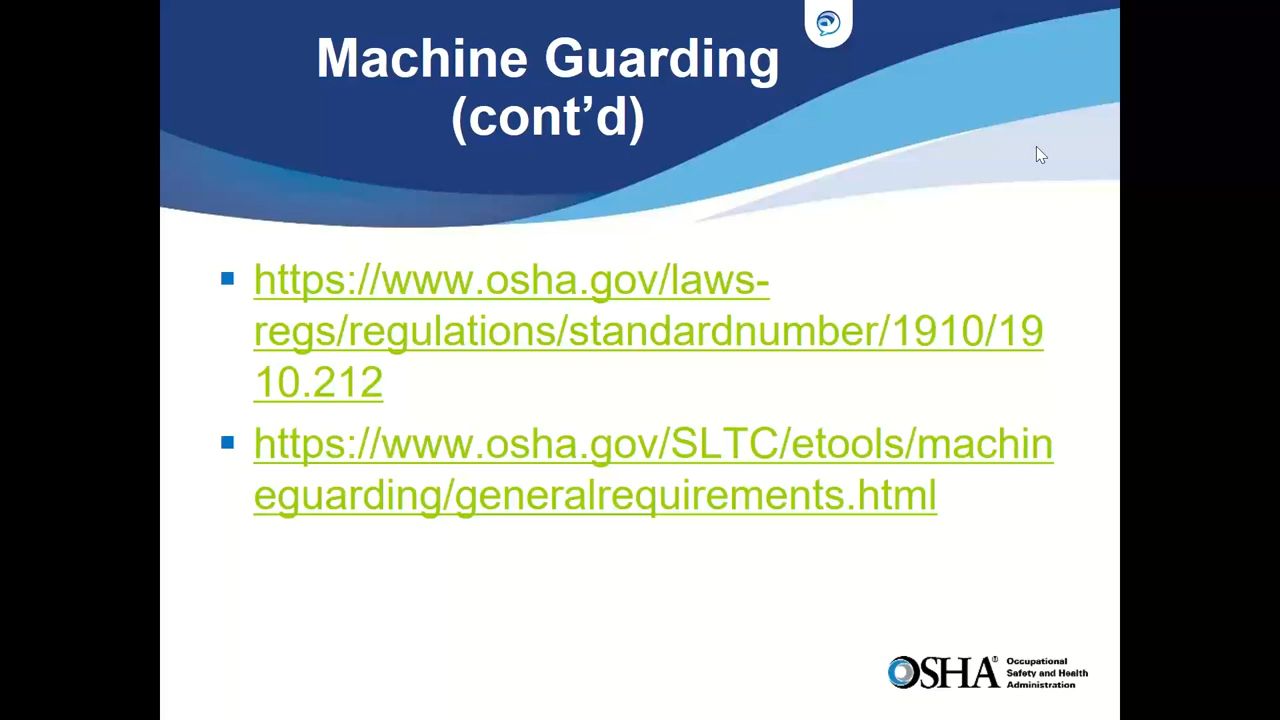 Machine Guarding
(cont’d)
https://www.osha.gov/laws-
regs/regulations/standardnumber/1910/19
10.212
https://www.osha.gov/SLTC/etools/machin
eguarding/generalrequirements.html
OSHA®
Occupational
Safety and Health
Administration